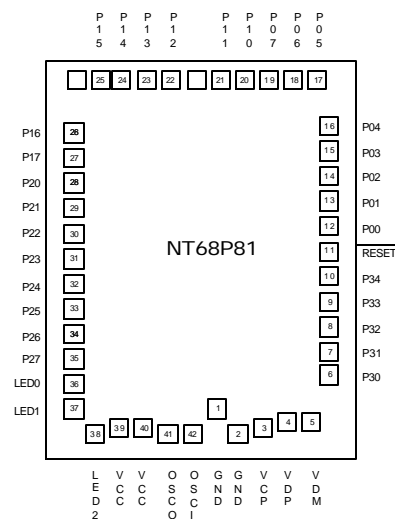 P15 P14 P13 P12 P11 P10 P07 P06 P05
25 24 23 22 21 20 19 18 17
P16 26 16 P04
P17 27 15 P03
P20 28 14 P02
P21 29 13 P01
P22 30 12 P00
NT68P81
P23 31 11 RESET
P24 32 10 P34
P25 33 9 P33
P26 34 8 P32
P27 35 7 P31
LED0 36 6 P30
LED1 37 1
38 39 40 41 42 2 3 4 5
LED2 VCC VCC OSCO OSCI GND GND VCP VDP VDM